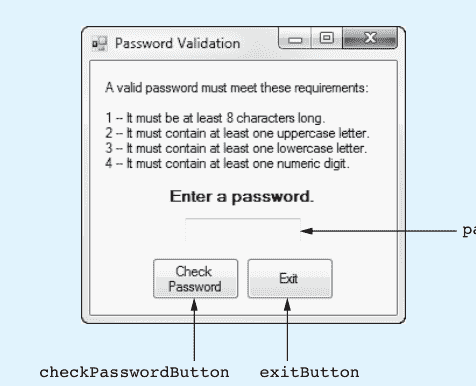 Password Validation
A valid password must meet these requirements:
1 -- It must be at least 8 characters long.
2 -- It must contain at least one uppercase letter.
3 -- It must contain at least one lowercase letter.
4 -- It must contain at least one numeric digit.
Enter a password.
pa
Check
Password
Exit
checkPasswordButton
exitButton